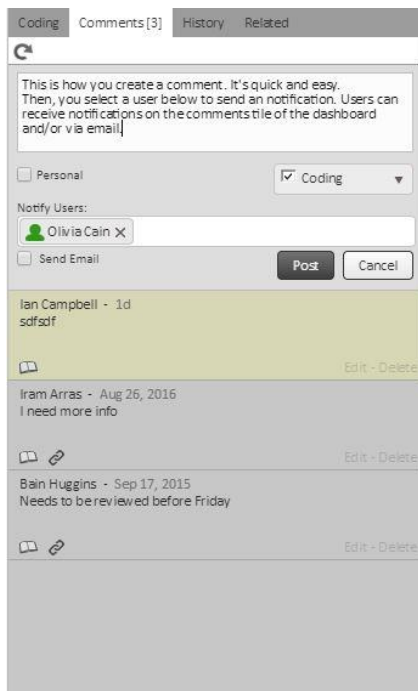 Coding Comments [3] History Related
This is how you create a comment. It's quick and easy.
Then, you select a user below to send an notification. Users can
receive notifications on the comments tile of the dashboard
and/or via email.
Personal
Coding
Notify Users:
Olivia Cain
Send Email
Post Cancel
Ian Campbell - 1d
sdfsdf
Edit - Delete
Iram Arras - Aug 26, 2016
I need more info
Edit - Delete
Bain Huggins - Sep 17, 2015
Needs to be reviewed before Friday
Edit - Delete